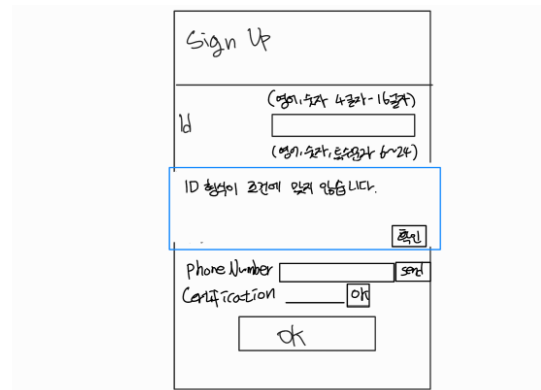 Sign Up
(영어, 숫자 4글자-16글자)
Id
(영어, 숫자, 특수문자 6~24)
ID 형식이 조건에 맞지 않습니다.
확인
Phone Number
send
Certification
OK
OK